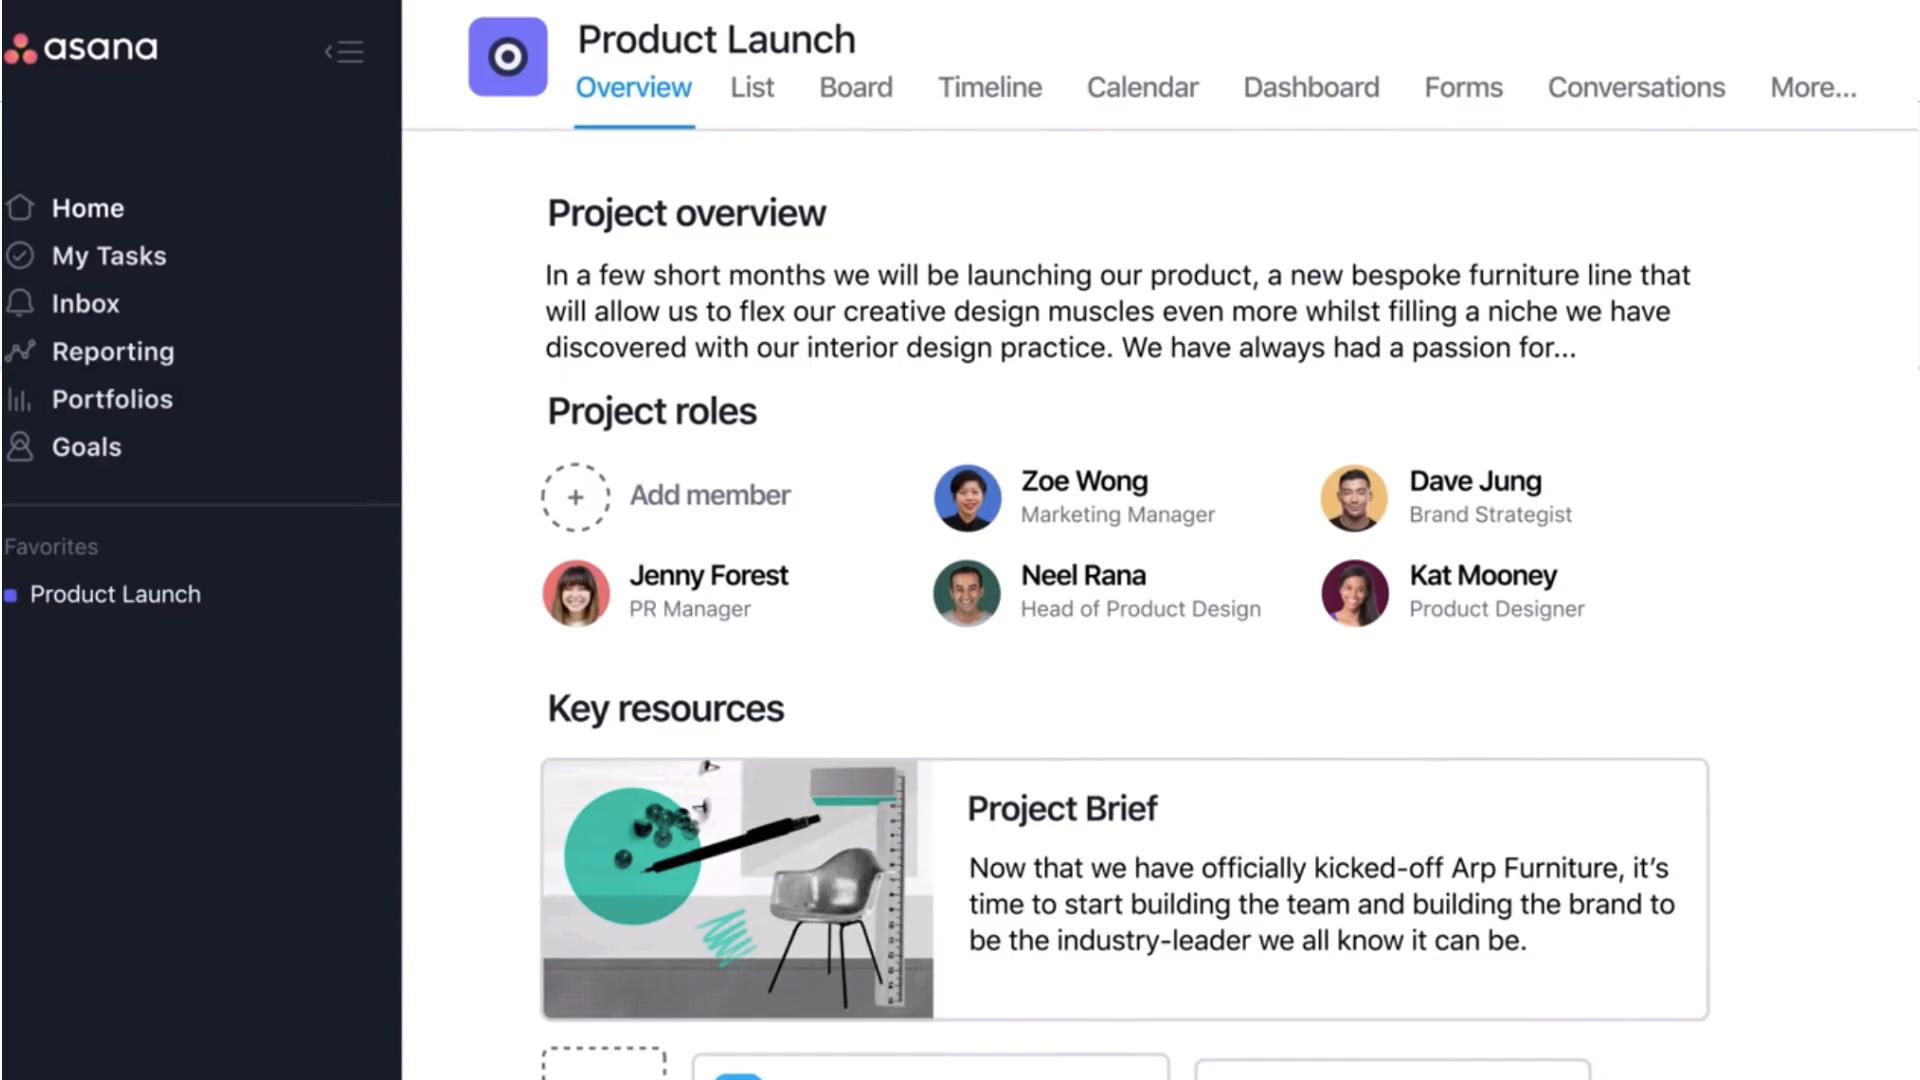 asana
Home
My Tasks
Inbox
Reporting
Portfolios
Goals
Favorites
Product Launch
Product Launch
Overview List Board Timeline Calendar Dashboard Forms Conversations More...
Project overview
In a few short months we will be launching our product, a new bespoke furniture line that
will allow us to flex our creative design muscles even more whilst filling a niche we have
discovered with our interior design practice. We have always had a passion for...
Project roles
Add member
Zoe Wong
Marketing Manager
Dave Jung
Brand Strategist
Jenny Forest
PR Manager
Neel Rana
Head of Product Design
Kat Mooney
Product Designer
Key resources
Project Brief
Now that we have officially kicked-off Arp Furniture, it’s
time to start building the team and building the brand to
be the industry-leader we all know it can be.